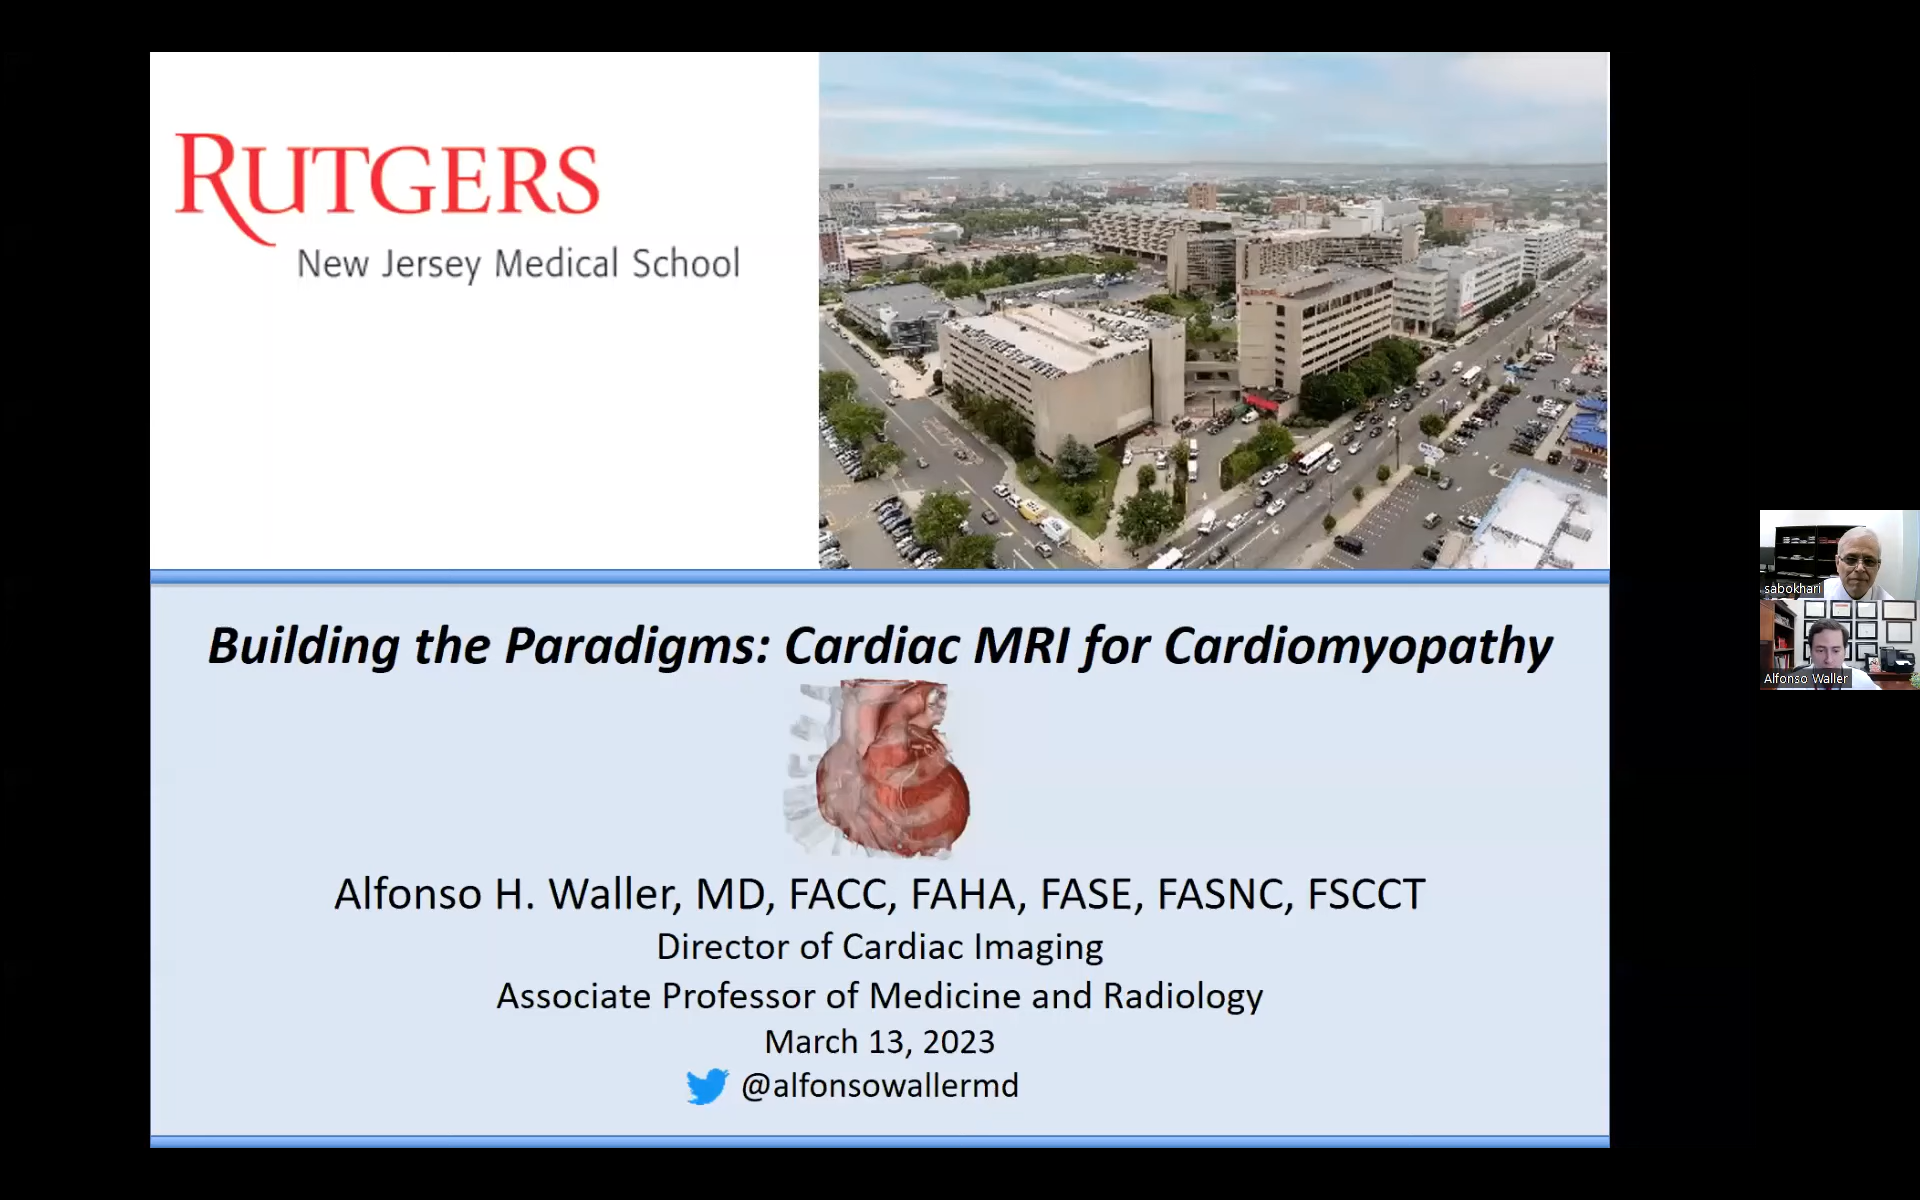 RUTGERS
New Jersey Medical School
Building the Paradigms: Cardiac MRI for Cardiomyopathy
Alfonso H. Waller, MD, FACC, FAHA, FASE, FASNC, FSCCT
Director of Cardiac Imaging
Associate Professor of Medicine and Radiology
March 13, 2023
@alfonsowallermd
sabokhari
Alfonso Waller